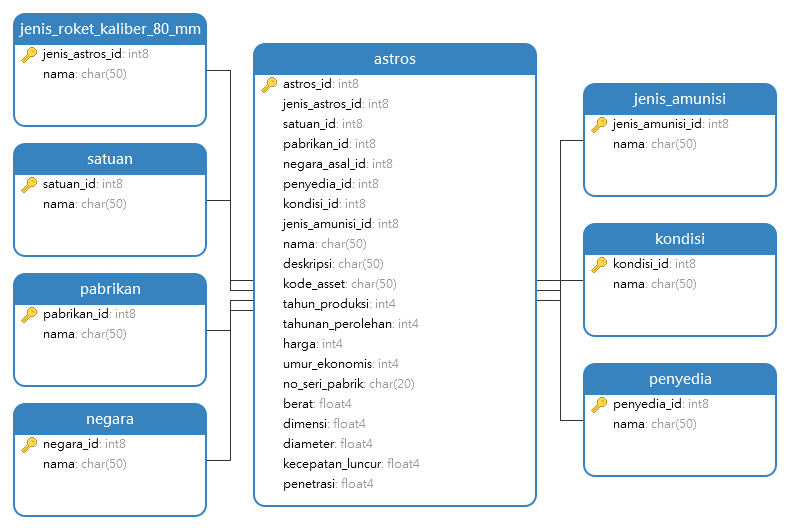 jenis_roket_kaliber_80_mm
jenis_astros_id: int8
nama: char(50)
satuan
satuan_id: int8
nama: char(50)
pabrikan
pabrikan_id: int8
nama: char(50)
negara
negara_id: int8
nama: char(50)
astros
astros_id: int8
jenis_astros_id: int8
satuan_id: int8
pabrikan_id: int8
negara_asal_id: int8
penyedia_id: int8
kondisi_id: int8
jenis_amunisi_id: int8
nama: char(50)
deskripsi: char(50)
kode_asset: char(50)
tahun_produksi: int4
tahunan_perolehan: int4
harga: int4
umur_ekonomis: int4
no_seri_pabrik: char(20)
berat: float4
dimensi: float4
diameter: float4
kecepatan_luncur: float4
penetrasi: float4
jenis_amunisi
jenis_amunisi_id: int8
nama: char(50)
kondisi
kondisi_id: int8
nama: char(50)
penyedia
penyedia_id: int8
nama: char(50)